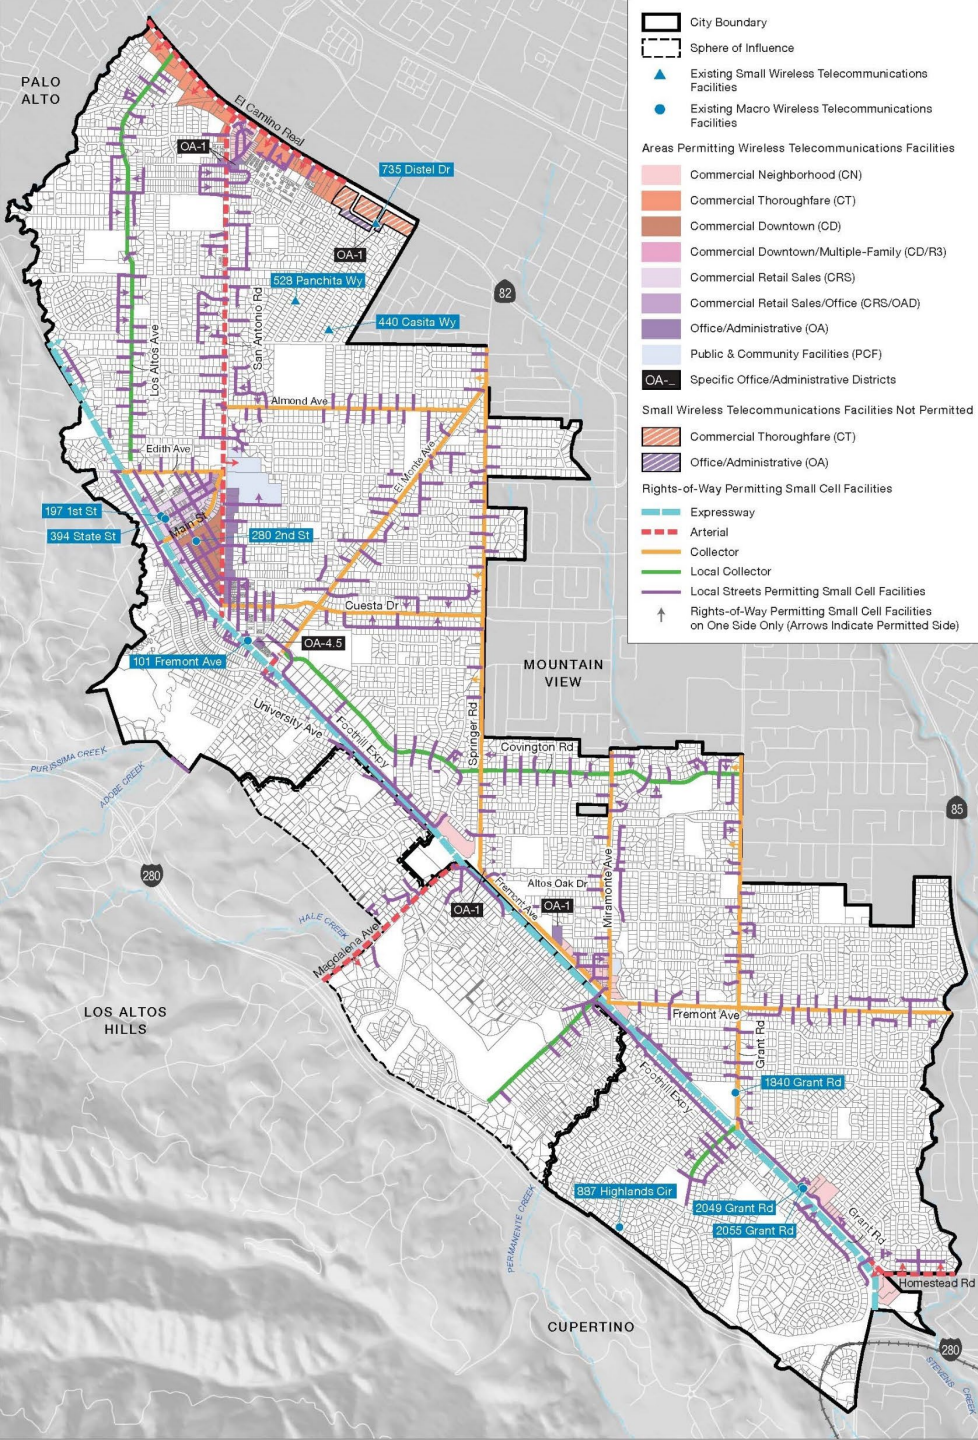 PALO
ALTO
El Camino Real
OA-1
735 Distel Dr
OA-1
528 Panchita Wy
440 Casita Wy
82
San Antonio Rd
Los Altos Ave
Almond Ave
Edith Ave
El Monte Ave
197 1st St
394 State St
Main St
280 2nd St
Cuesta Dr
OA-4.5
101 Fremont Ave
MOUNTAIN
VIEW
University Ave
Foothill Expy
Springer Rd
Covington Rd
PURISSIMA CREEK
ADOBE CREEK
85
280
Miramonte Ave
Altos Oak Dr
Fremont Ave
OA-1
OA-1
HALE CREEK
Magdalena Ave
LOS ALTOS
HILLS
Fremont Ave
Grant Rd
Foothill Expy
1840 Grant Rd
887 Highlands Cir
2049 Grant Rd
2055 Grant Rd
Grant Rd
PERMANENTE CREEK
Homestead Rd
CUPERTINO
280
STEVENS CREEK
City Boundary
Sphere of Influence
Existing Small Wireless Telecommunications
Facilities
Existing Macro Wireless Telecommunications
Facilities
Areas Permitting Wireless Telecommunications Facilities
Commercial Neighborhood (CN)
Commercial Thoroughfare (CT)
Commercial Downtown (CD)
Commercial Downtown/Multiple-Family (CD/R3)
Commercial Retail Sales (CRS)
Commercial Retail Sales/Office (CRS/OAD)
Office/Administrative (OA)
Public & Community Facilities (PCF)
OA-_ Specific Office/Administrative Districts
Small Wireless Telecommunications Facilities Not Permitted
Commercial Thoroughfare (CT)
Office/Administrative (OA)
Rights-of-Way Permitting Small Cell Facilities
Expressway
Arterial
Collector
Local Collector
Local Streets Permitting Small Cell Facilities
Rights-of-Way Permitting Small Cell Facilities
on One Side Only (Arrows Indicate Permitted Side)